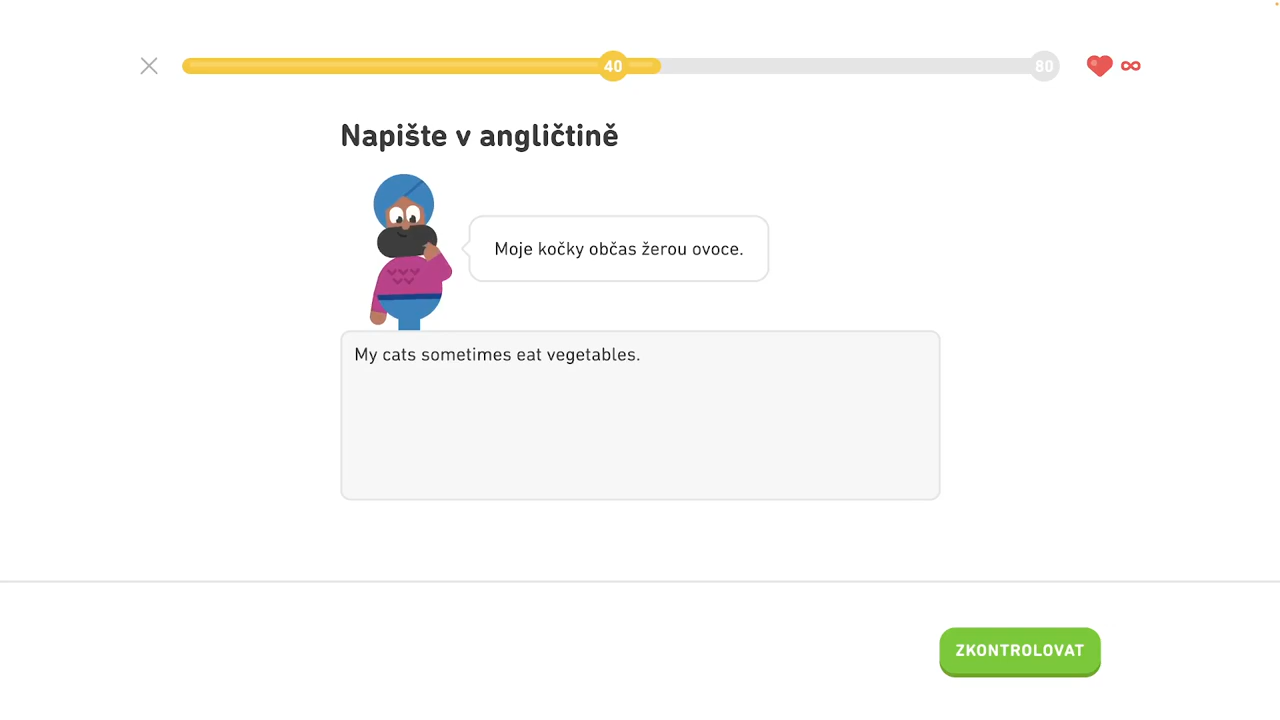 40
80
∞
Napište v angličtině
Moje kočky občas žerou ovoce.
My cats sometimes eat vegetables.
ZKONTROLOVAT